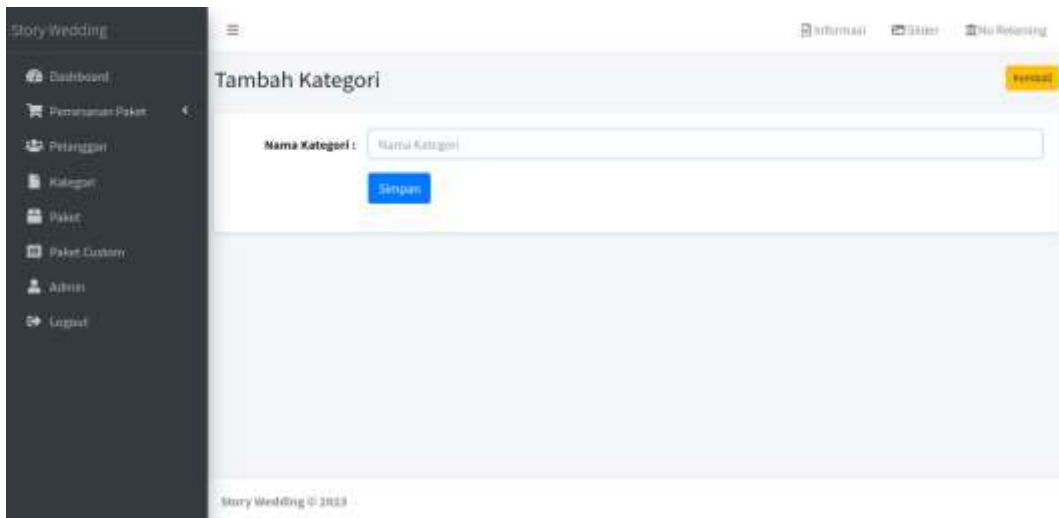 Story Wedding
Informasi Slider No Rekening
Dashboard
Pemesanan Paket
Pelanggan
Kategori
Paket
Paket Custom
Admin
Logout
Tambah Kategori
Kembali
Nama Kategori :
Nama Kategori
Simpan
Story Wedding © 2023